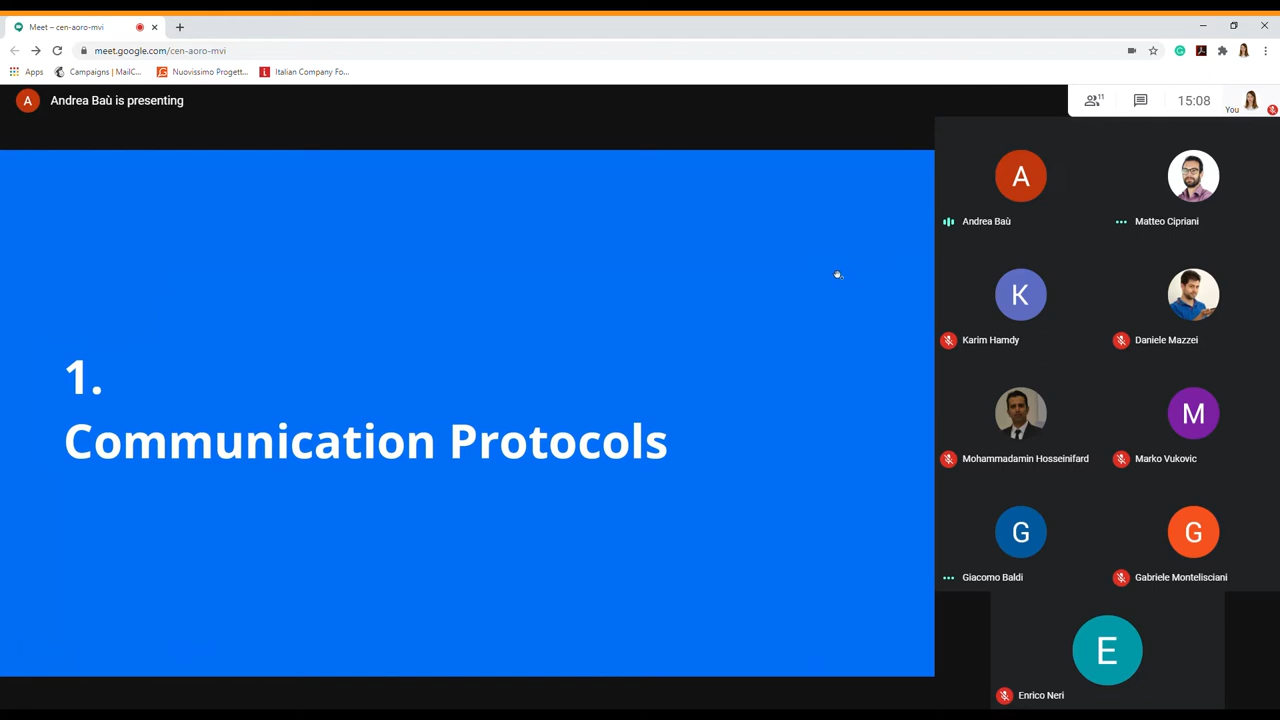 Meet – cen-aoro-mvi
meet.google.com/cen-aoro-mvi
Apps
Campaigns | MailC...
Nuovissimo Progett...
Italian Company Fo...
A
Andrea Baù is presenting
11
15:08
You
1.
Communication Protocols
A
Andrea Baù
Matteo Cipriani
K
Karim Hamdy
Daniele Mazzei
Mohammadamin Hosseinifard
M
Marko Vukovic
G
Giacomo Baldi
G
Gabriele Montelisciani
E
Enrico Neri